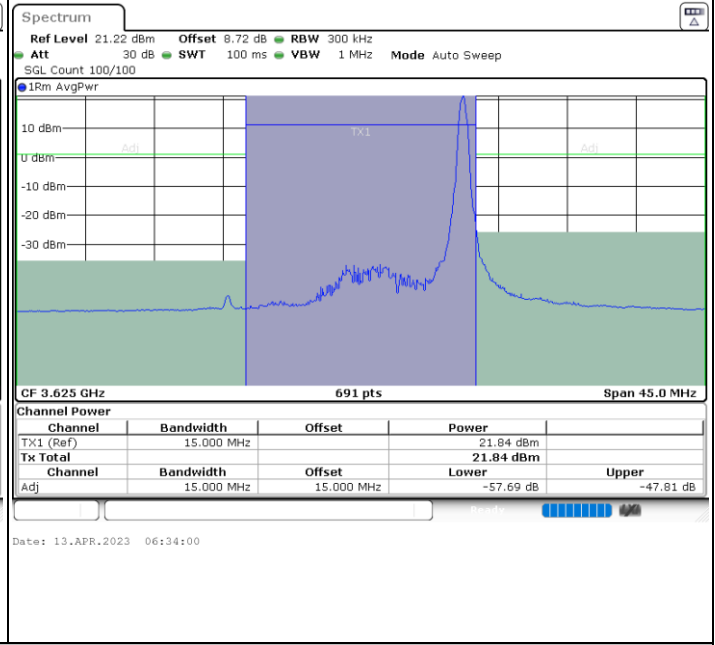 Spectrum
Ref Level 21.22 dBm Offset 8.72 dB RBW 300 kHz
Att 30 dB SWT 100 ms VBW 1 MHz Mode Auto Sweep
SGL Count 100/100
1Rm AvgPwr
10 dBm
TX1
Adj Adj
0 dBm
-10 dBm
-20 dBm
-30 dBm
CF 3.625 GHz 691 pts Span 45.0 MHz
Channel Power
Channel Bandwidth Offset Power
TX1 (Ref) 15.000 MHz 21.84 dBm
Tx Total 21.84 dBm
Channel Bandwidth Offset Lower Upper
Adj 15.000 MHz 15.000 MHz -57.69 dB -47.81 dB
Ready
Date: 13.APR.2023 06:34:00